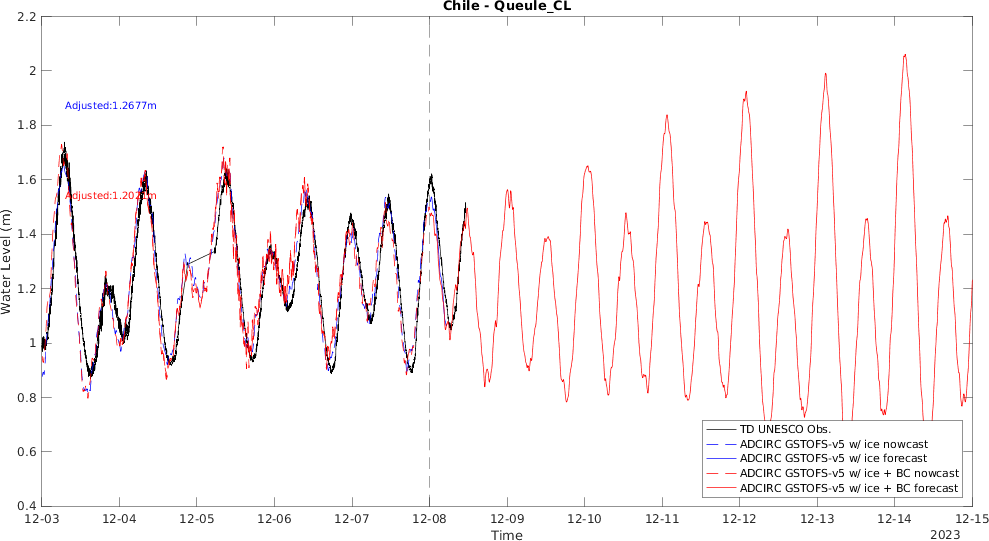 Chile - Queule_CL
2.2
2
1.8
1.6
1.4
1.2
1
0.8
0.6
0.4
Water Level (m)
Adjusted:1.2677m
TD UNESCO Obs.
ADCIRC GSTOFS-v5 w/ ice nowcast
ADCIRC GSTOFS-v5 w/ ice forecast
ADCIRC GSTOFS-v5 w/ ice + BC nowcast
ADCIRC GSTOFS-v5 w/ ice + BC forecast
12-03 12-04 12-05 12-06 12-07 12-08 12-09 12-10 12-11 12-12 12-13 12-14 12-15
Time
2023